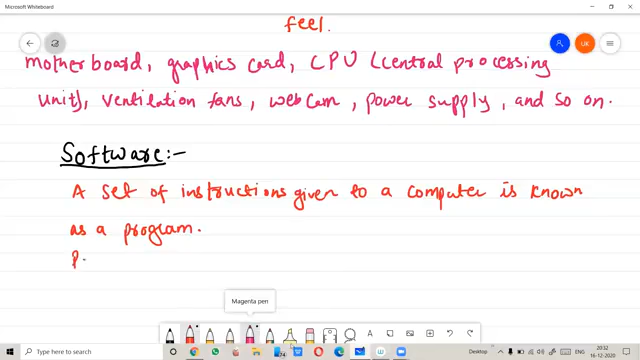 Microsoft Whiteboard
feel.
UK
motherboard, graphics card, CPU (Central processing
unit), ventilation fans, webcam, power supply, and so on.
Software:-
A set of instructions given to a computer is known
as a program.
P
Magenta pen
Type here to search
74
ENG
20:32
16-12-2020